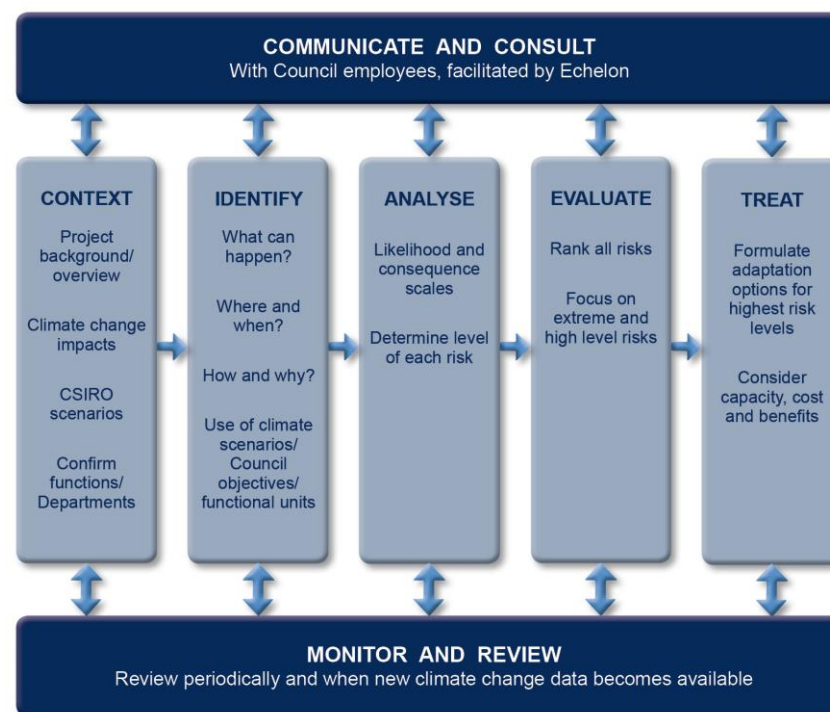 COMMUNICATE AND CONSULT
With Council employees, facilitated by Echelon
CONTEXT
Project
background/
overview
Climate change
impacts
CSIRO
scenarios
Confirm
functions/
Departments
IDENTIFY
What can
happen?
Where and
when?
How and why?
Use of climate
scenarios/
Council
objectives/
functional units
ANALYSE
Likelihood and
consequence
scales
Determine level
of each risk
EVALUATE
Rank all risks
Focus on
extreme and
high level risks
TREAT
Formulate
adaptation
options for
highest risk
levels
Consider
capacity, cost
and benefits
MONITOR AND REVIEW
Review periodically and when new climate change data becomes available